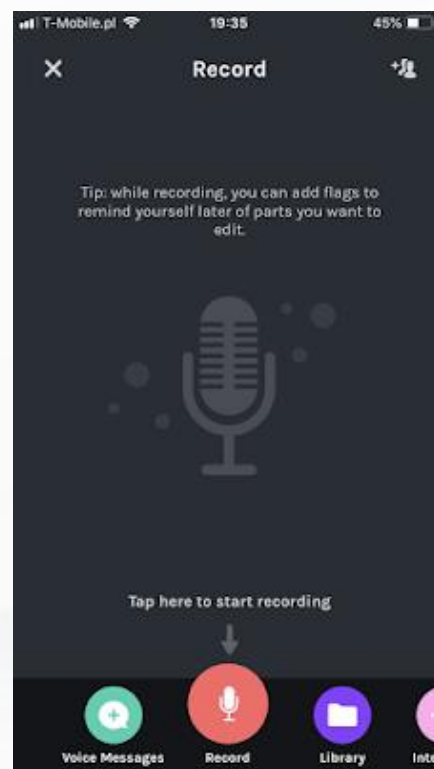 T-Mobile.pl 19:35 45%
Record
Tip: while recording, you can add flags to
remind yourself later of parts you want to
edit.
Tap here to start recording
Voice Messages Record Library Inte